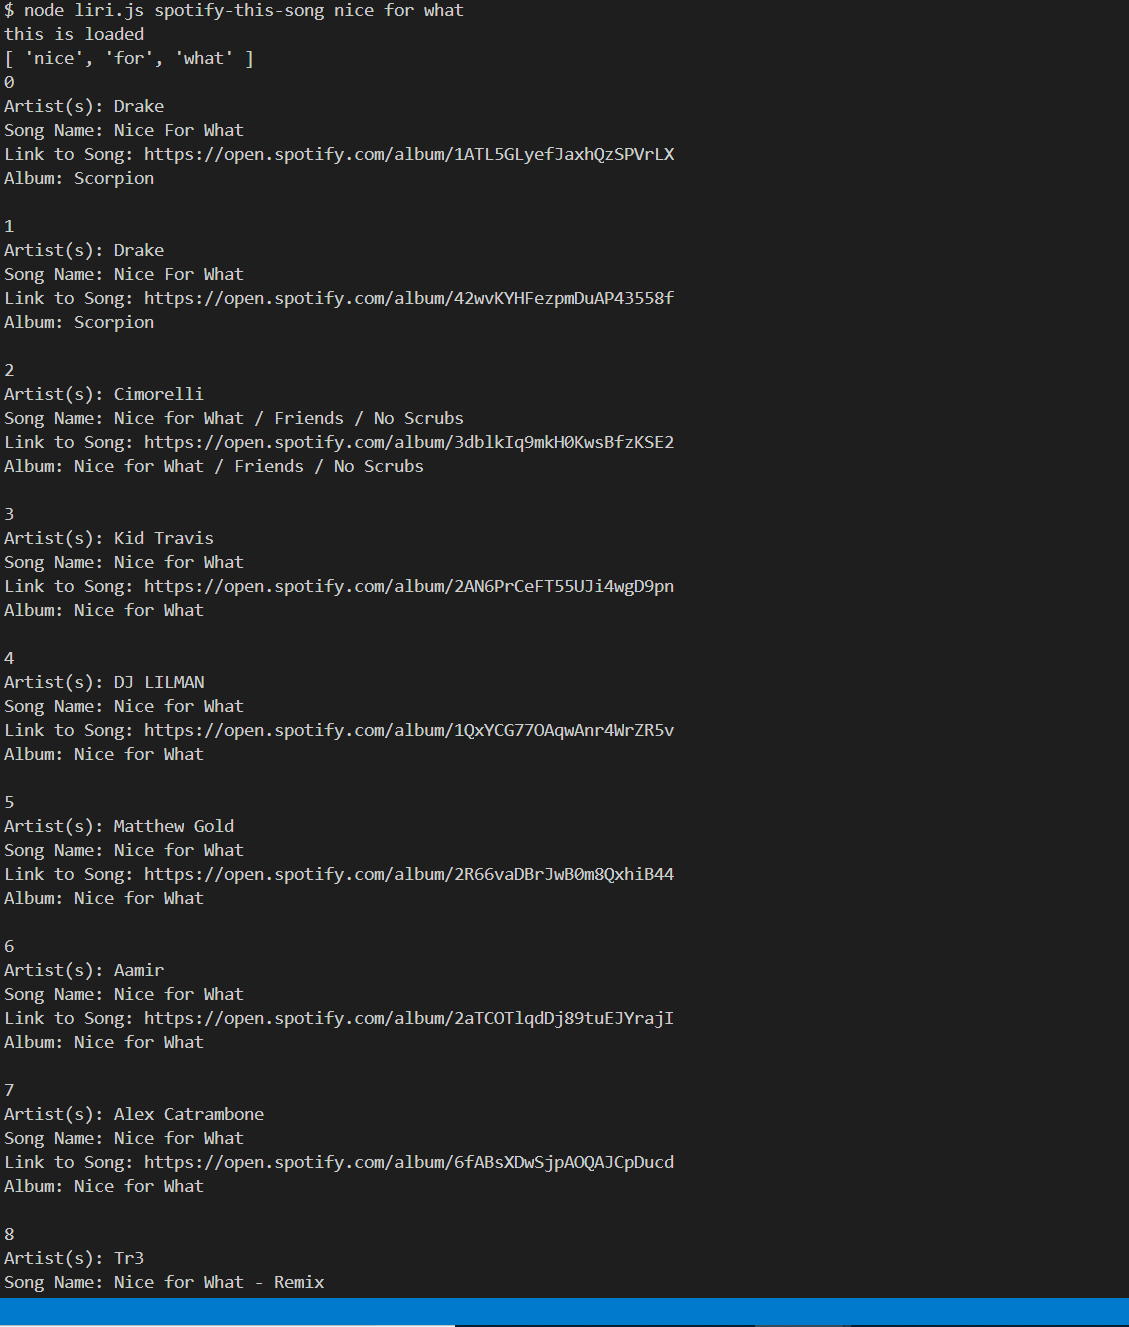 $ node liri.js spotify-this-song nice for what
this is loaded
[ 'nice', 'for', 'what' ]
0
Artist(s): Drake
Song Name: Nice For What
Link to Song: https://open.spotify.com/album/1ATL5GLyefJaxhQzSPVrLX
Album: Scorpion
1
Artist(s): Drake
Song Name: Nice For What
Link to Song: https://open.spotify.com/album/42wvKYHFezpmDuAP43558f
Album: Scorpion
2
Artist(s): Cimorelli
Song Name: Nice for What / Friends / No Scrubs
Link to Song: https://open.spotify.com/album/3dblkIq9mkH0KwsBfzKSE2
Album: Nice for What / Friends / No Scrubs
3
Artist(s): Kid Travis
Song Name: Nice for What
Link to Song: https://open.spotify.com/album/2AN6PrCeFT55UJi4wgD9pn
Album: Nice for What
4
Artist(s): DJ LILMAN
Song Name: Nice for What
Link to Song: https://open.spotify.com/album/1QxYCG77OAqwAnr4WrZR5v
Album: Nice for What
5
Artist(s): Matthew Gold
Song Name: Nice for What
Link to Song: https://open.spotify.com/album/2R66vaDBrJwB0m8QxhiB44
Album: Nice for What
6
Artist(s): Aamir
Song Name: Nice for What
Link to Song: https://open.spotify.com/album/2aTCOTlqdDj89tuEJYrajI
Album: Nice for What
7
Artist(s): Alex Catrambone
Song Name: Nice for What
Link to Song: https://open.spotify.com/album/6fABsXDwSjpAOQAJCpDucd
Album: Nice for What
8
Artist(s): Tr3
Song Name: Nice for What - Remix